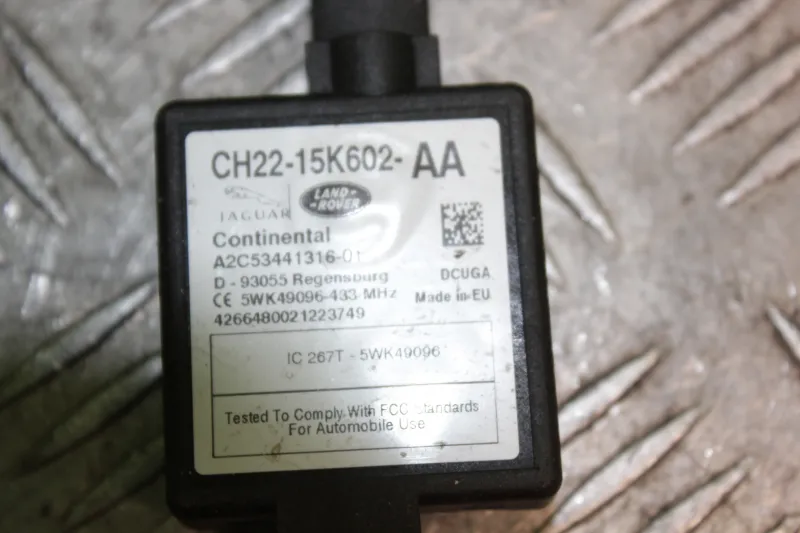 CH22-15K602- AA
JAGUAR
LAND-
-ROVER
Continental
A2C53441316-01
D - 93055 Regensburg
DCUGA
CE 5WK49096-433 MHz
Made in EU
4266480021223749
IC 267T - 5WK49096
Tested To Comply With FCC Standards
For Automobile Use